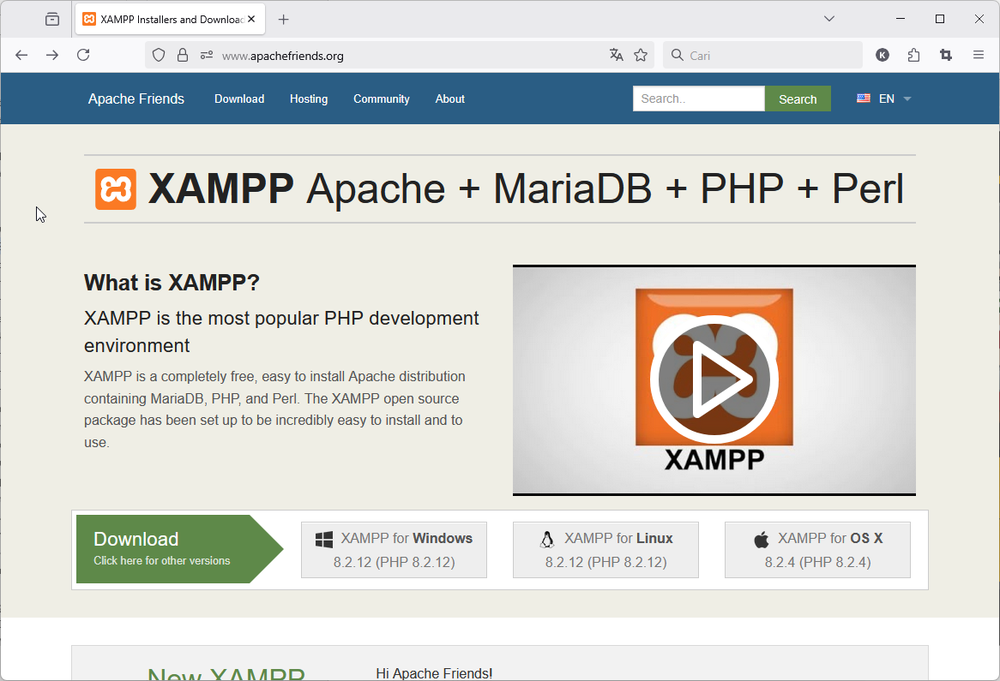 XAMPP Installers and Downloa
www.apachefriends.org
Cari
K
Apache Friends
Download
Hosting
Community
About
Search..
Search
EN
XAMPP Apache + MariaDB + PHP + Perl
What is XAMPP?
XAMPP is the most popular PHP development
environment
XAMPP is a completely free, easy to install Apache distribution
containing MariaDB, PHP, and Perl. The XAMPP open source
package has been set up to be incredibly easy to install and to
use.
XAMPP
Download
Click here for other versions
XAMPP for Windows
8.2.12 (PHP 8.2.12)
XAMPP for Linux
8.2.12 (PHP 8.2.12)
XAMPP for OS X
8.2.4 (PHP 8.2.4)
New XAMPP
Hi Apache Friends!